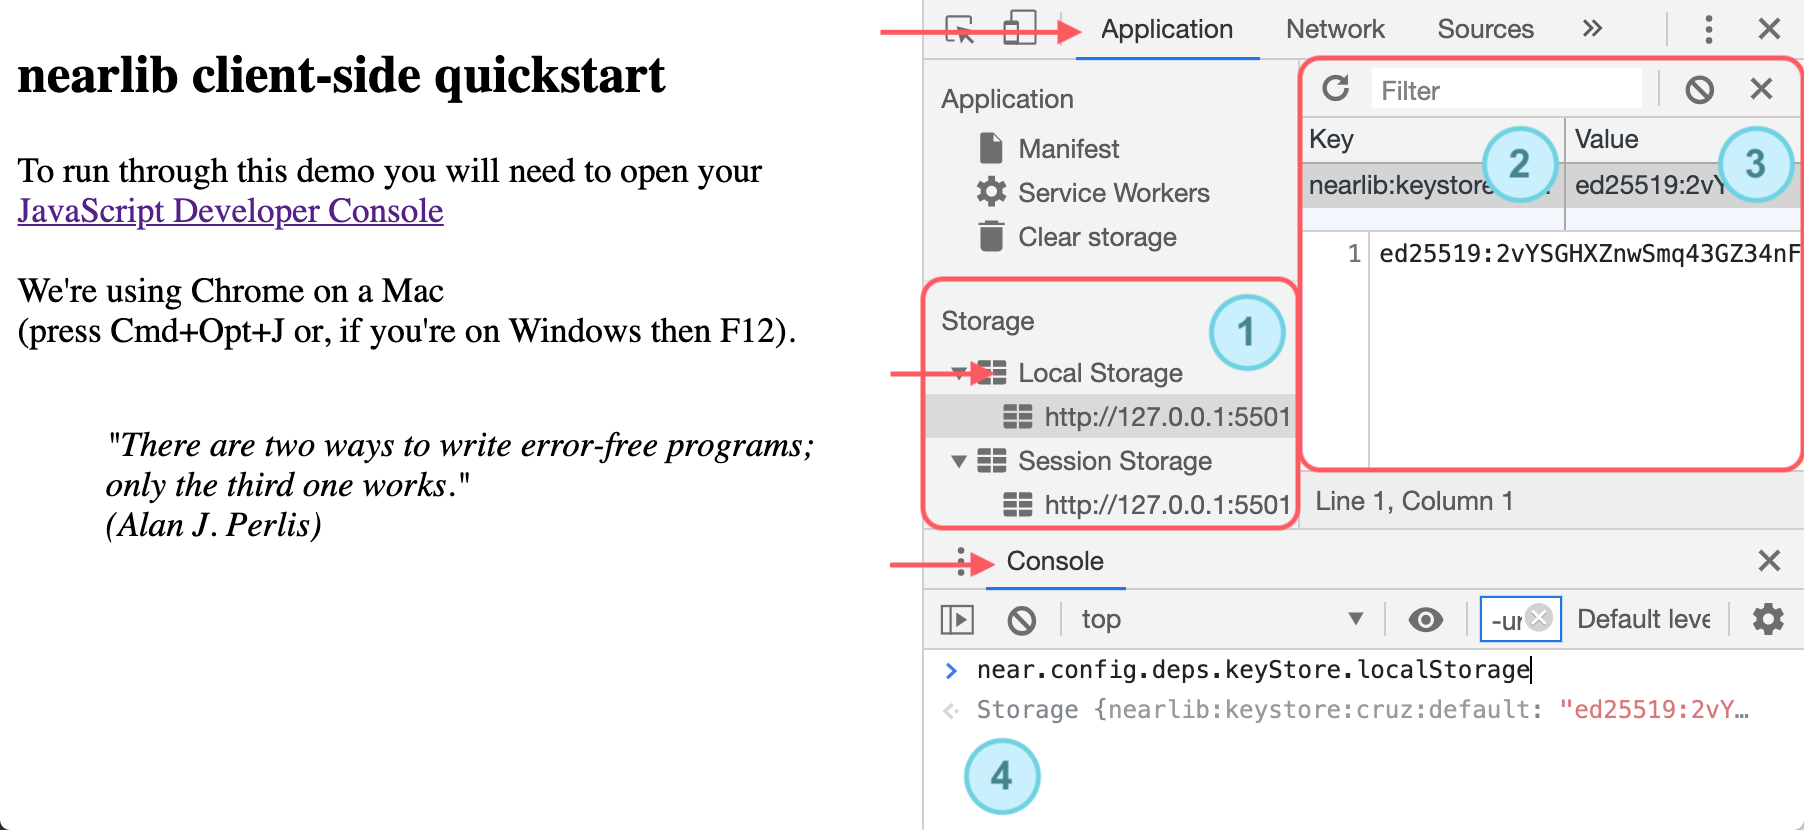 nearlib client-side quickstart
To run through this demo you will need to open your
JavaScript Developer Console
We're using Chrome on a Mac
(press Cmd+Opt+J or, if you're on Windows then F12).
"There are two ways to write error-free programs;
only the third one works."
(Alan J. Perlis)
Application Network Sources »
Application
Manifest
Service Workers
Clear storage
Storage 1
Local Storage
http://127.0.0.1:5501
Session Storage
http://127.0.0.1:5501
Filter
Key 2 Value 3
nearlib:keystore ed25519:2vY
1 ed25519:2vYSGHXZnwSmq43GZ34nF
Line 1, Column 1
Console
top -ur Default leve
> near.config.deps.keyStore.localStorage
Storage {nearlib:keystore:cruz:default: "ed25519:2vY…
4